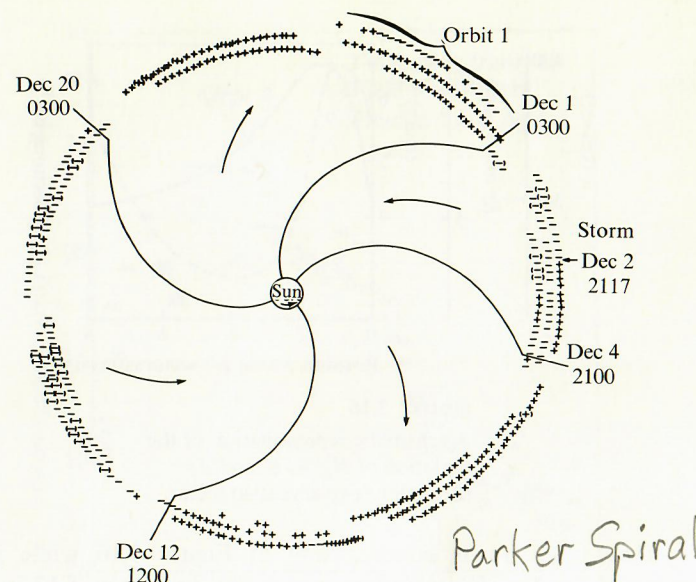 Orbit 1
Dec 20
0300
Dec 1
0300
Storm
Dec 2
2117
Sun
Dec 4
2100
Dec 12
1200
Parker Spiral